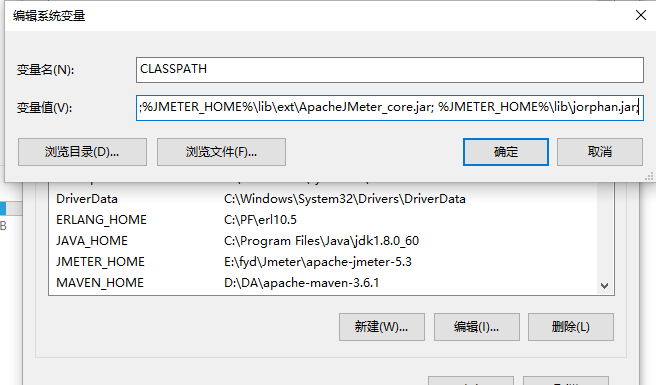 编辑系统变量
变量名(N):
CLASSPATH
变量值(V):
;%JMETER_HOME%\lib\ext\ApacheJMeter_core.jar; %JMETER_HOME%\lib\jorphan.jar;
浏览目录(D)...
浏览文件(F)...
确定
取消
DriverData C:\Windows\System32\Drivers\DriverData
ERLANG_HOME C:\PF\erl10.5
JAVA_HOME C:\Program Files\Java\jdk1.8.0_60
JMETER_HOME E:\fyd\Jmeter\apache-jmeter-5.3
MAVEN_HOME D:\DA\apache-maven-3.6.1
B
新建(W)...
编辑(I)...
删除(L)